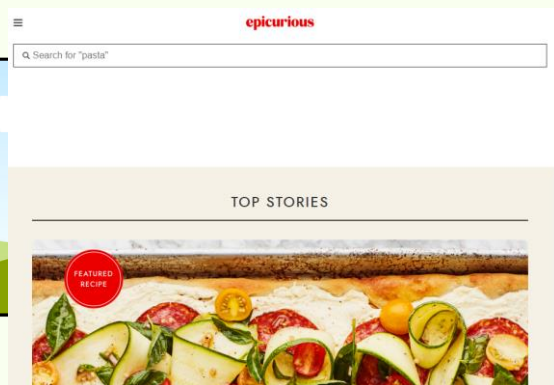 epicurious
Search for "pasta"
TOP STORIES
FEATURED
RECIPE